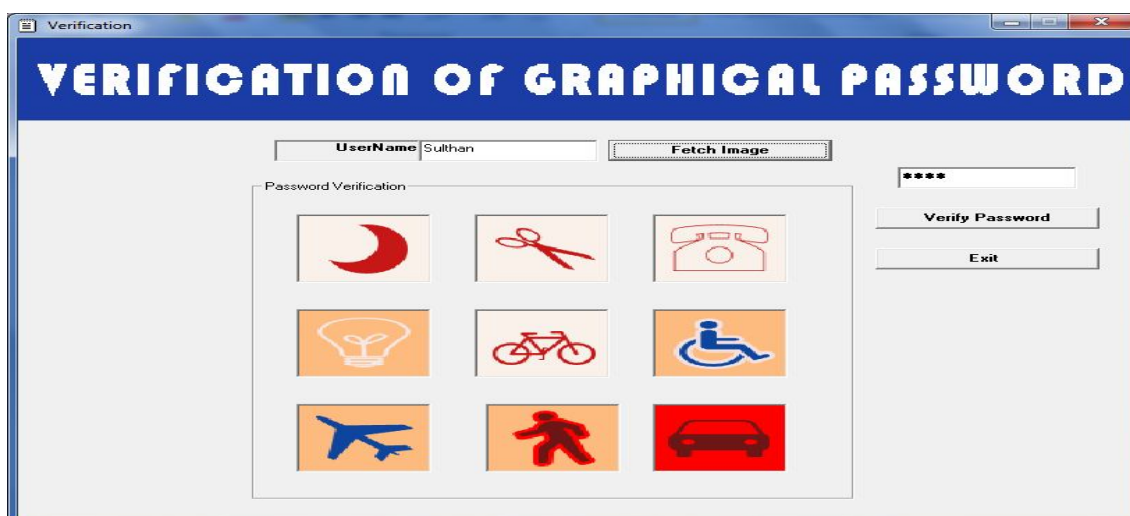 Verification
VERIFICATION OF GRAPHICAL PASSWORD
UserName Sulthan Fetch Image
****
Password Verification
Verify Password
Exit